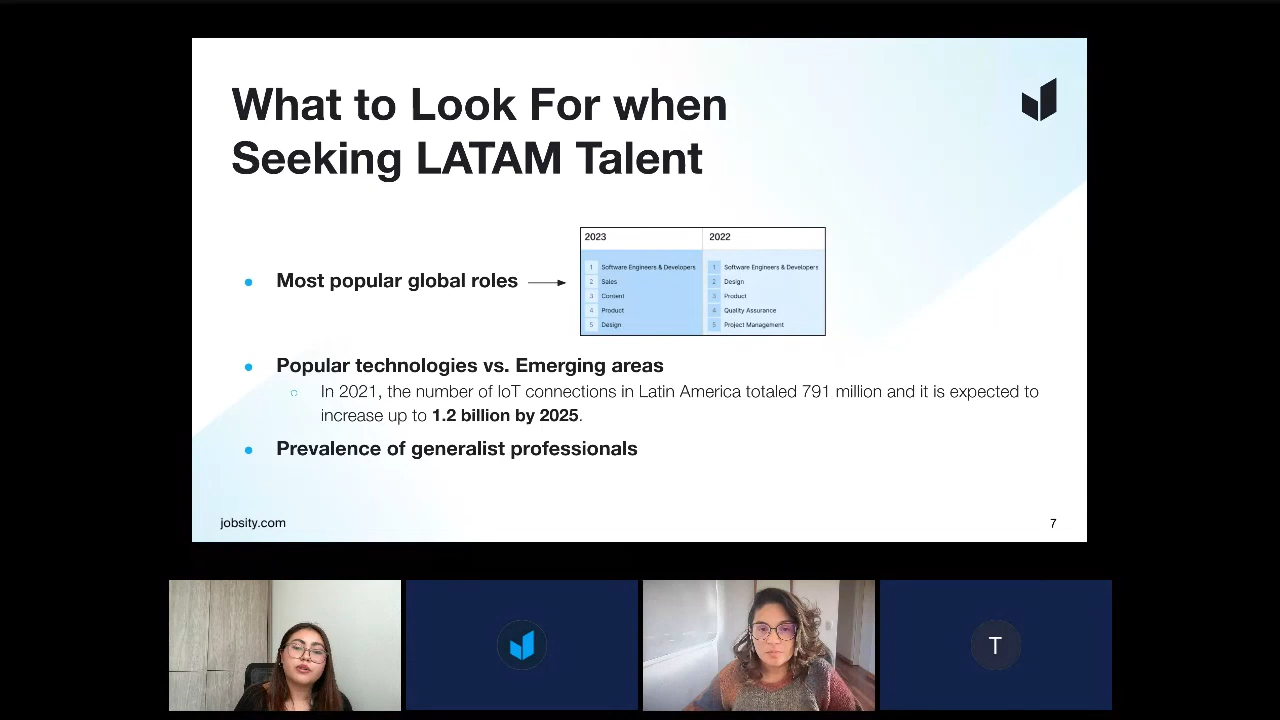 What to Look For when
Seeking LATAM Talent
Most popular global roles
2023
2022
1 Software Engineers & Developers
2 Sales
3 Content
4 Product
5 Design
1 Software Engineers & Developers
2 Design
3 Product
4 Quality Assurance
5 Project Management
Popular technologies vs. Emerging areas
In 2021, the number of IoT connections in Latin America totaled 791 million and it is expected to
increase up to 1.2 billion by 2025.
Prevalence of generalist professionals
jobsity.com
7
T